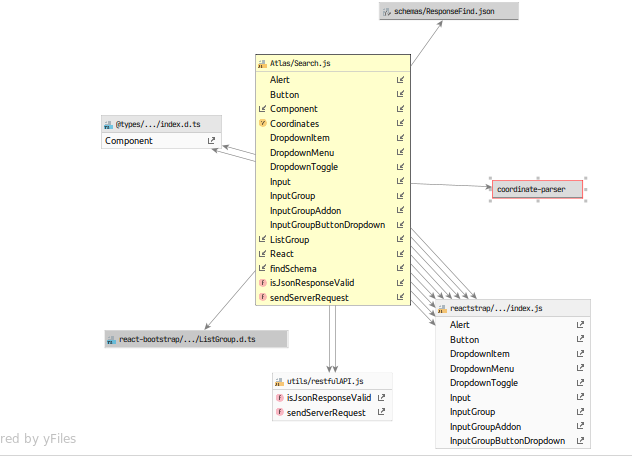 schemas/ResponseFind.json
Atlas/Search.js
Alert
Button
Component
Coordinates
DropdownItem
DropdownMenu
DropdownToggle
Input
InputGroup
InputGroupAddon
InputGroupButtonDropdown
ListGroup
React
findSchema
isJsonResponseValid
sendServerRequest
@types/.../index.d.ts
Component
coordinate-parser
react-bootstrap/.../ListGroup.d.ts
utils/restfulAPI.js
isJsonResponseValid
sendServerRequest
reactstrap/.../index.js
Alert
Button
DropdownItem
DropdownMenu
DropdownToggle
Input
InputGroup
InputGroupAddon
InputGroupButtonDropdown
red by yFiles